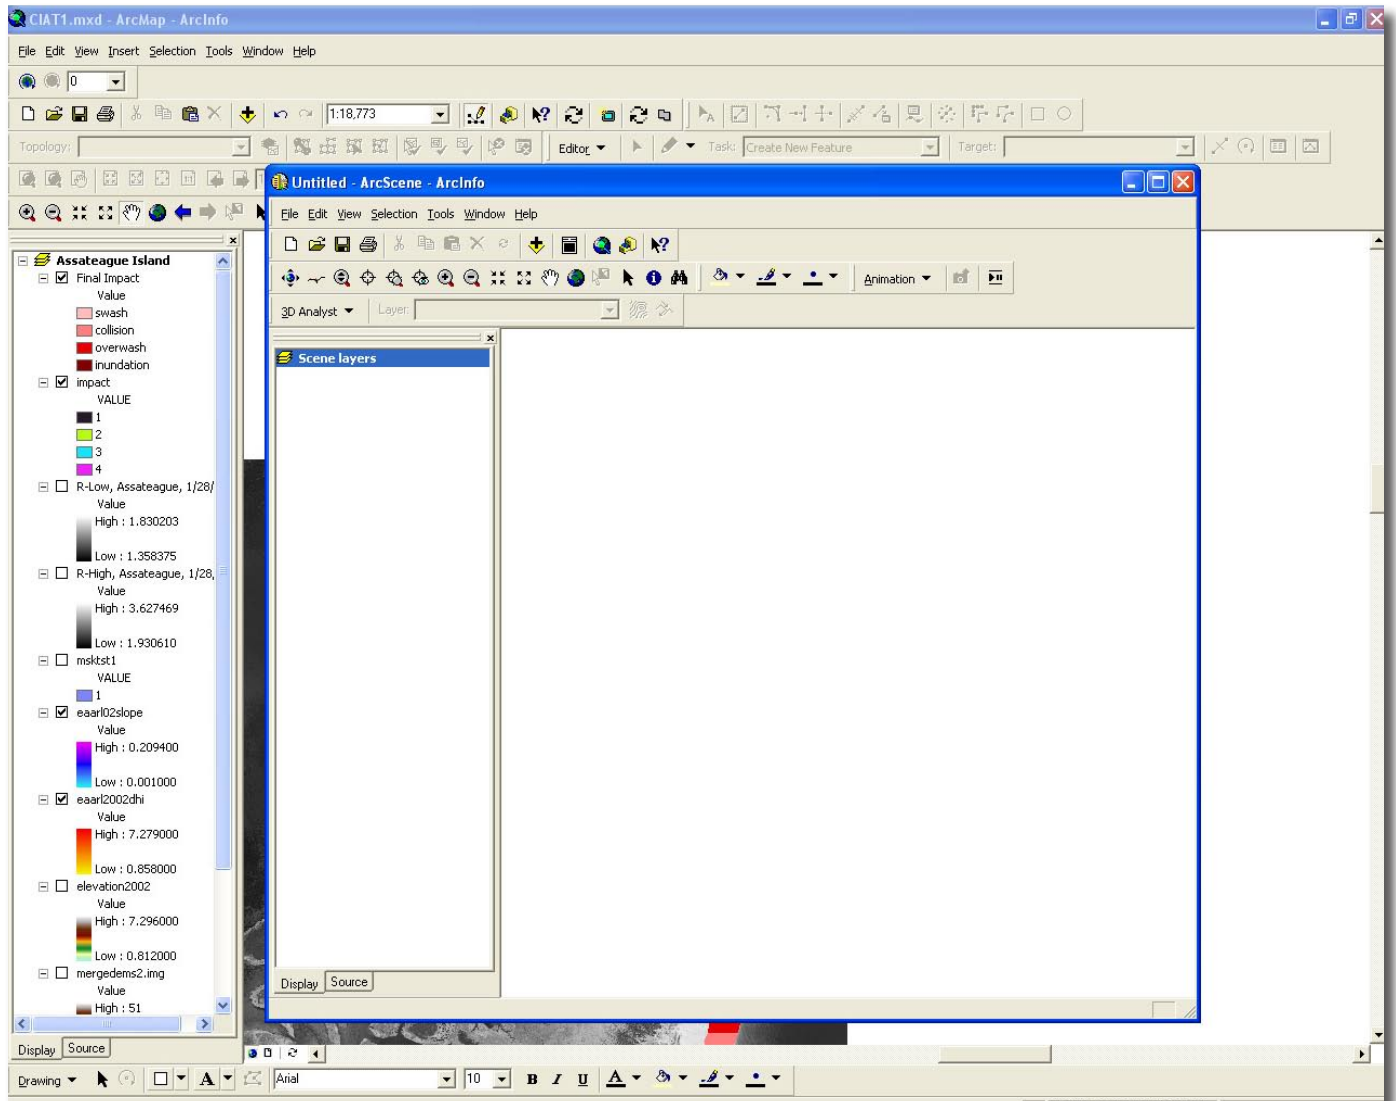 CIAT1.mxd - ArcMap - ArcInfo
File Edit View Insert Selection Tools Window Help
0
1:18,773
Topology: Editor Task: Create New Feature Target:
Untitled - ArcScene - ArcInfo
File Edit View Selection Tools Window Help
Animation
3D Analyst Layer:
Scene layers
Display Source
Assateague Island
Final Impact
Value
swash
collision
overwash
inundation
impact
VALUE
1
2
3
4
R-Low, Assateague, 1/28/
Value
High : 1.830203
Low : 1.358375
R-High, Assateague, 1/28,
Value
High : 3.627469
Low : 1.930610
msktst1
VALUE
1
eaarl02slope
Value
High : 0.209400
Low : 0.001000
eaarl2002dhi
Value
High : 7.279000
Low : 0.858000
elevation2002
Value
High : 7.296000
Low : 0.812000
mergedems2.img
Value
High : 51
Display Source
Drawing A Arial 10 B I U A